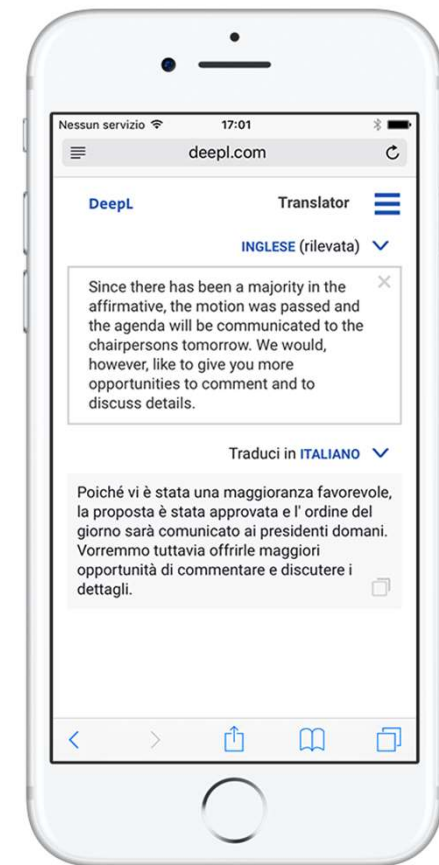 Nessun servizio 17:01
deepl.com
DeepL Translator
INGLESE (rilevata)
Since there has been a majority in the
affirmative, the motion was passed and
the agenda will be communicated to the
chairpersons tomorrow. We would,
however, like to give you more
opportunities to comment and to
discuss details.
Traduci in ITALIANO
Poiché vi è stata una maggioranza favorevole,
la proposta è stata approvata e l' ordine del
giorno sarà comunicato ai presidenti domani.
Vorremmo tuttavia offrirle maggiori
opportunità di commentare e discutere i
dettagli.